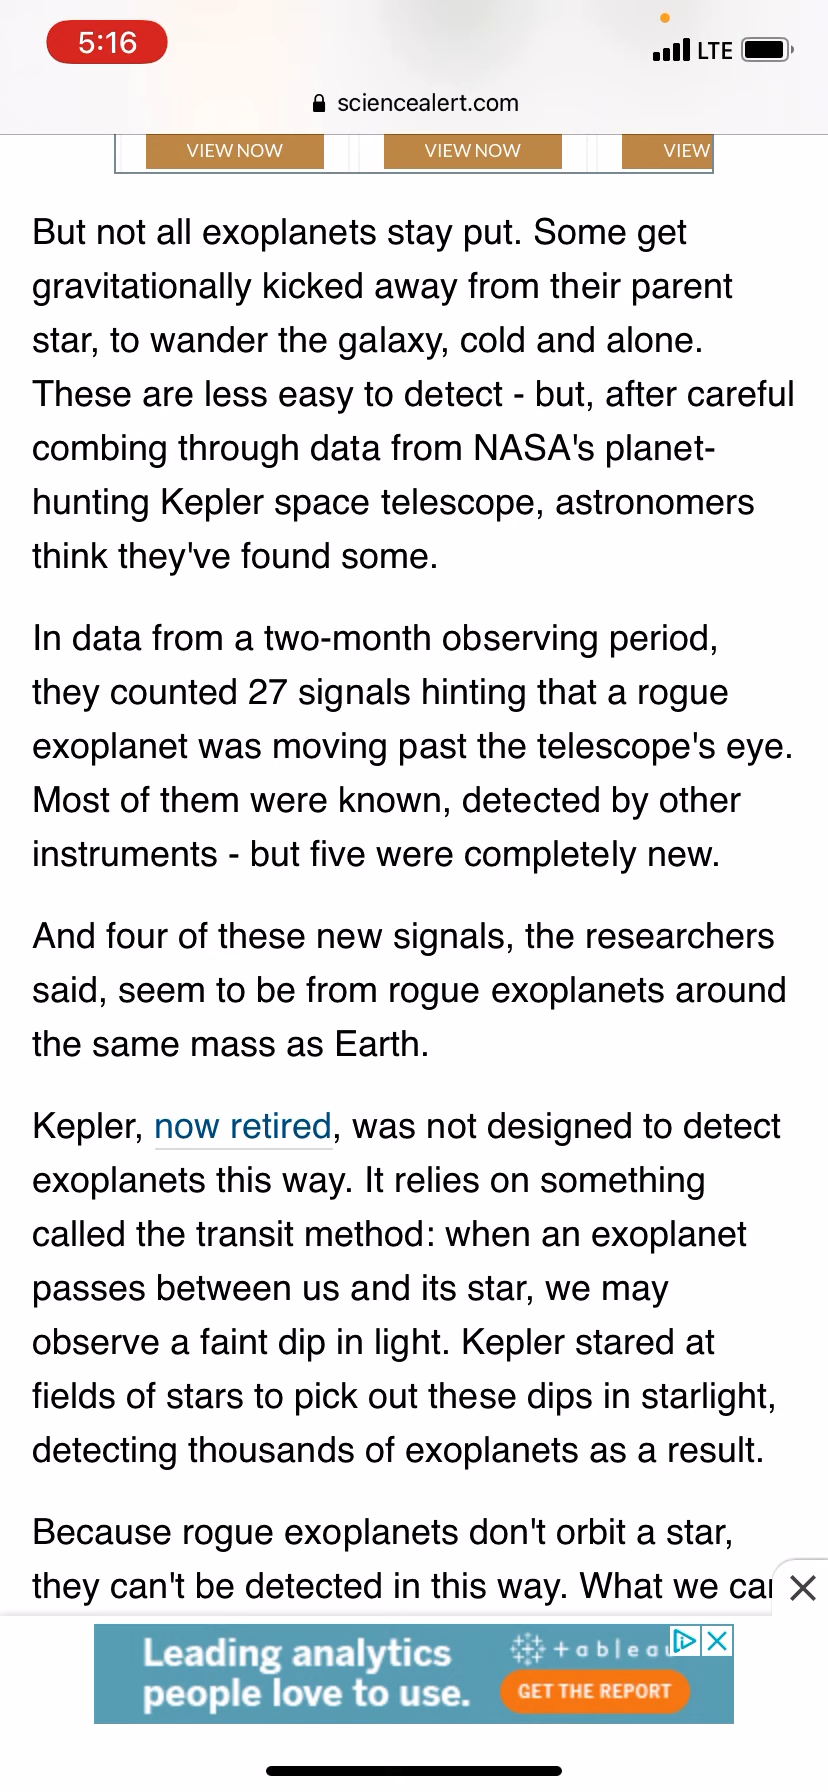 5:16
LTE
sciencealert.com
VIEW NOW
VIEW NOW
VIEW
But not all exoplanets stay put. Some get
gravitationally kicked away from their parent
star, to wander the galaxy, cold and alone.
These are less easy to detect - but, after careful
combing through data from NASA's planet-
hunting Kepler space telescope, astronomers
think they've found some.
In data from a two-month observing period,
they counted 27 signals hinting that a rogue
exoplanet was moving past the telescope's eye.
Most of them were known, detected by other
instruments - but five were completely new.
And four of these new signals, the researchers
said, seem to be from rogue exoplanets around
the same mass as Earth.
Kepler, now retired, was not designed to detect
exoplanets this way. It relies on something
called the transit method: when an exoplanet
passes between us and its star, we may
observe a faint dip in light. Kepler stared at
fields of stars to pick out these dips in starlight,
detecting thousands of exoplanets as a result.
Because rogue exoplanets don't orbit a star,
they can't be detected in this way. What we can
Leading analytics
people love to use.
+ableau
GET THE REPORT